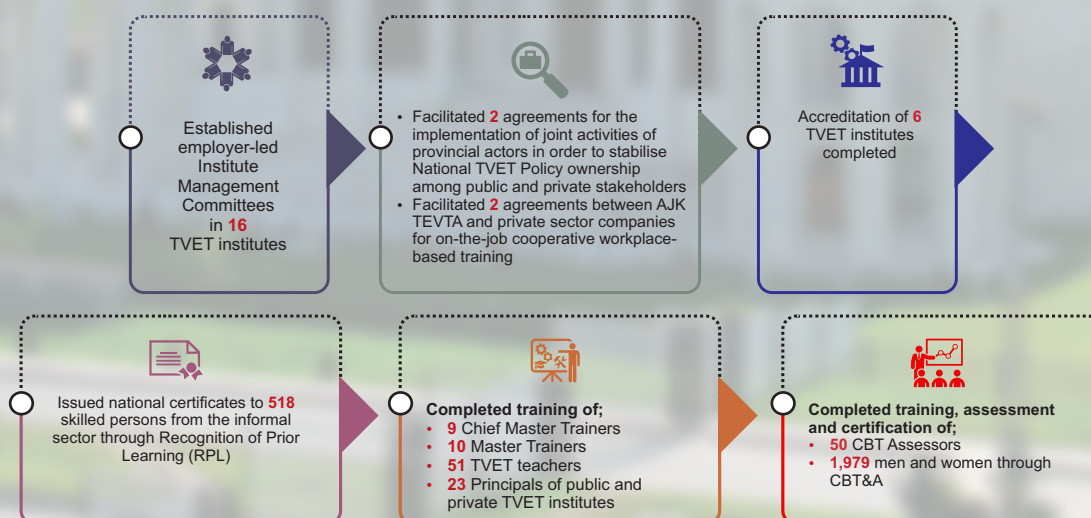 Established
employer-led
Institute
Management
Committees
in 16
TVET institutes
• Facilitated 2 agreements for the
implementation of joint activities of
provincial actors in order to stabilise
National TVET Policy ownership
among public and private stakeholders
• Facilitated 2 agreements between AJK
TEVTA and private sector companies
for on-the-job cooperative workplace-
based training
Accreditation of 6
TVET institutes
completed
Issued national certificates to 518
skilled persons from the informal
sector through Recognition of Prior
Learning (RPL)
Completed training of;
• 9 Chief Master Trainers
• 10 Master Trainers
• 51 TVET teachers
• 23 Principals of public and
private TVET institutes
Completed training, assessment
and certification of;
• 50 CBT Assessors
• 1,979 men and women through
CBT&A